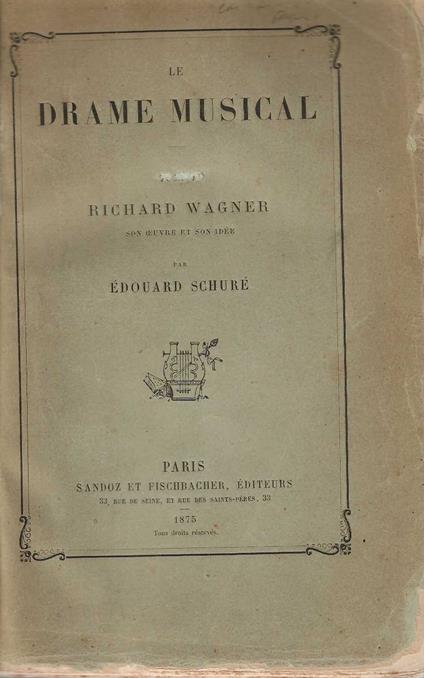 LE
DRAME MUSICAL
RICHARD WAGNER
SON ŒUVRE ET SON IDÉE
PAR
ÉDOUARD SCHURÉ
PARIS
SANDOZ ET FISCHBACHER, ÉDITEURS
33, RUE DE SEINE, ET RUE DES SAINTS-PÈRES, 33
1875
Tous droits réservés.